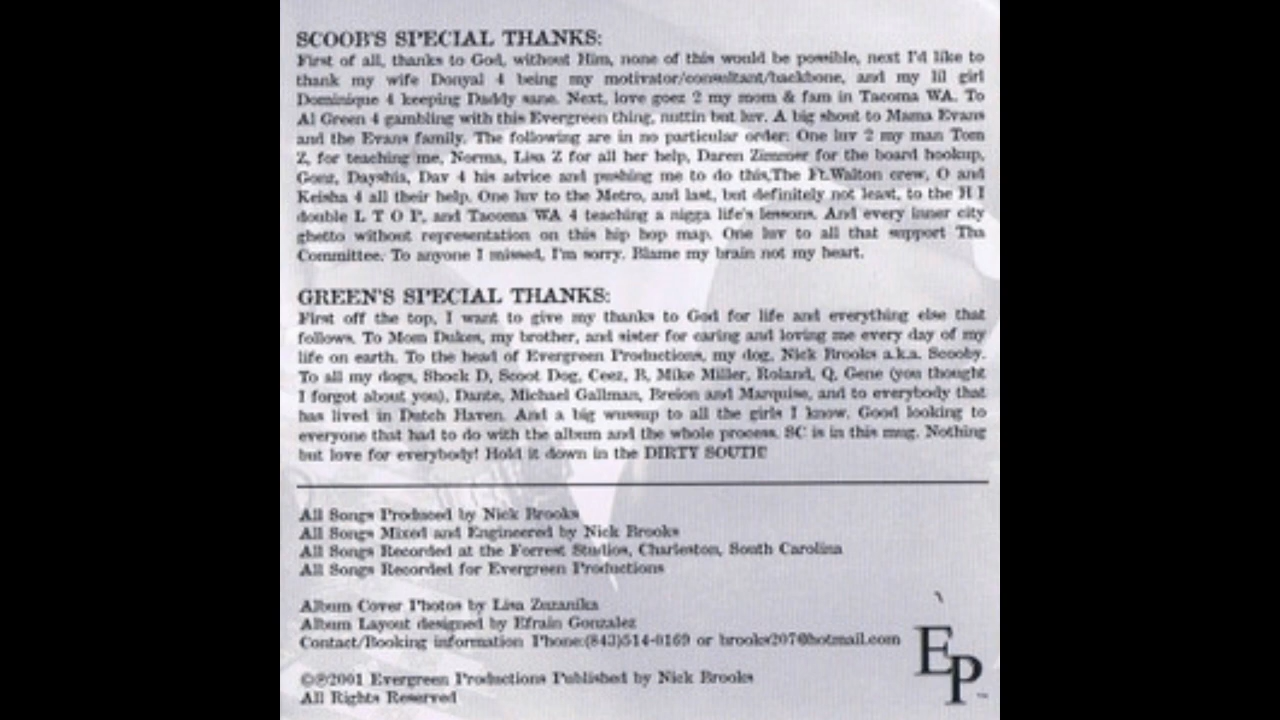 SCOOB'S SPECIAL THANKS:
First of all, thanks to God, without Him, none of this would be possible, next I'd like to
thank my wife Donyal 4 being my motivator/consultant/backbone, and my lil girl
Dominique 4 keeping Daddy sane. Next, love goez 2 my mom & fam in Tacoma WA. To
Al Green 4 gambling with this Evergreen thing, nuttin but luv. A big shout to Mama Evans
and the Evans family. The following are in no particular order: One luv 2 my man Tom
Z, for teaching me, Norma, Lisa Z for all her help, Daren Zimmer for the board hookup,
Goez, Dayshia, Dav 4 his advice and pushing me to do this,The Ft.Walton crew, O and
Keisha 4 all their help. One luv to the Metro, and last, but definitely not least, to the H I
double L T O P, and Tacoma WA 4 teaching a nigga life's lessons. And every inner city
ghetto without representation on this hip hop map. One luv to all that support Tha
Committee. To anyone I missed, I'm sorry. Blame my brain not my heart.
GREEN'S SPECIAL THANKS:
First off the top, I want to give my thanks to God for life and everything else that
follows. To Mom Dukes, my brother, and sister for caring and loving me every day of my
life on earth. To the head of Evergreen Productions, my dog, Nick Brooks a.k.a. Scooby.
To all my dogs, Shock D, Scoot Dog, Ceez, B, Mike Miller, Roland, Q, Gene (you thought
I forgot about you), Dante, Michael Gallman, Breion and Marquise, and to everybody that
has lived in Dutch Haven. And a big wussup to all the girls I know. Good looking to
everyone that had to do with the album and the whole process. SC is in this mug. Nothing
but love for everybody! Hold it down in the DIRTY SOUTH!
All Songs Produced by Nick Brooks
All Songs Mixed and Engineered by Nick Brooks
All Songs Recorded at the Forrest Studios, Charleston, South Carolina
All Songs Recorded for Evergreen Productions
Album Cover Photos by Lisa Zuzanika
Album Layout designed by Efrain Gonzalez
Contact/Booking information Phone:(843)514-0169 or brooks207@hotmail.com
EP™
©℗2001 Evergreen Productions Published by Nick Brooks
All Rights Reserved